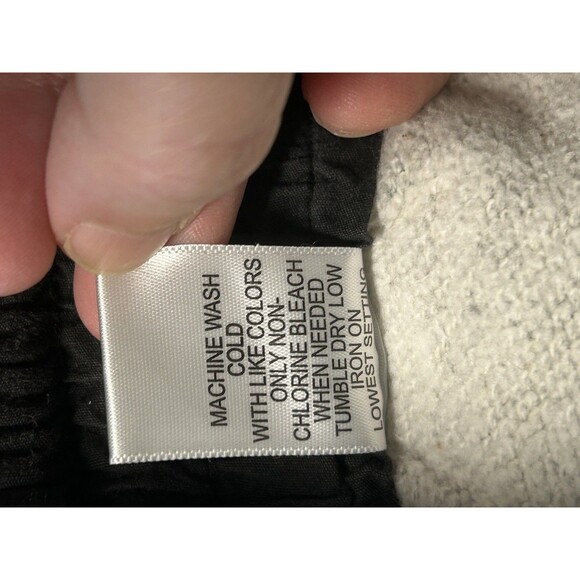 MACHINE WASH
COLD
WITH LIKE COLORS
ONLY NON-
CHLORINE BLEACH
WHEN NEEDED
TUMBLE DRY LOW
IRON ON
LOWEST SETTING